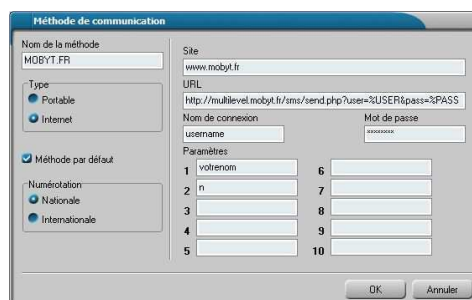 Méthode de communication
Nom de la méthode
MOBYT.FR
Type
Portable
Internet
Méthode par défaut
Numérotation
Nationale
Internationale
Site
www.mobyt.fr
URL
http://multilevel.mobyt.fr/sms/send.php?user=%USER&pass=%PASS
Nom de connexion
Mot de passe
username
xxxxxxxx
Paramètres
1 votrenom
2 n
3
4
5
6
7
8
9
10
OK
Annuler